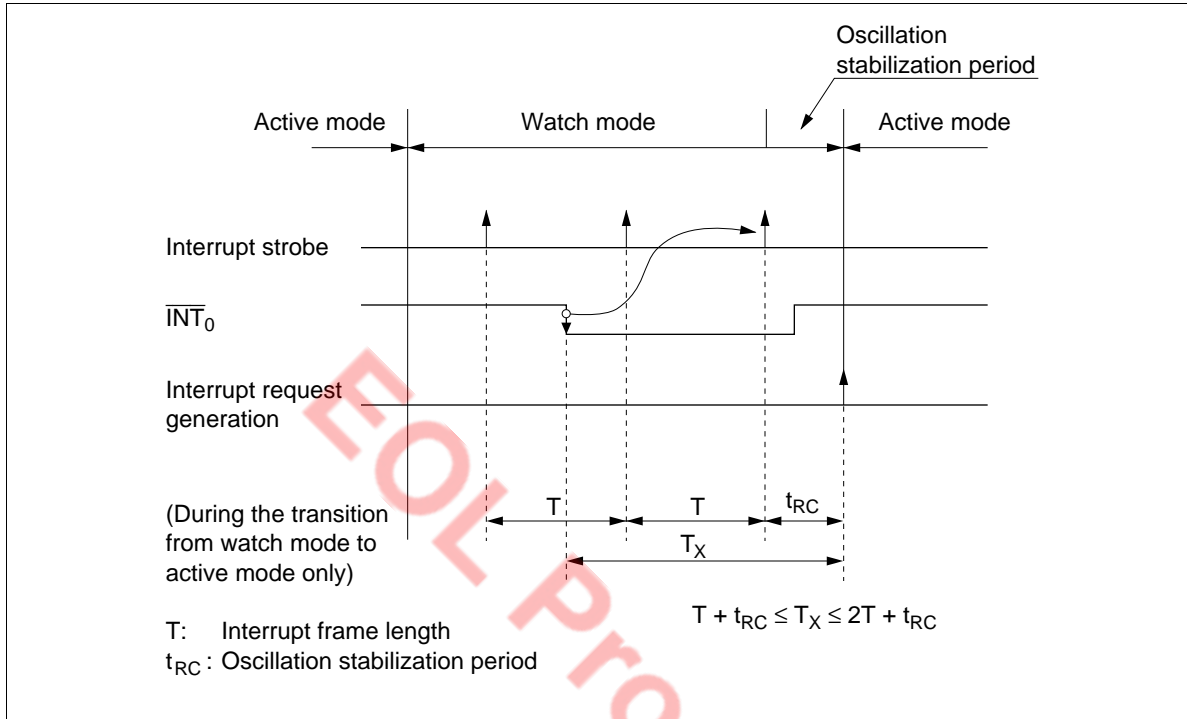 Oscillation
stabilization period
Active mode Watch mode Active mode
Interrupt strobe
INT0
Interrupt request
generation
(During the transition
from watch mode to
active mode only)
T T tRC
TX
T + tRC ≤ TX ≤ 2T + tRC
T: Interrupt frame length
tRC : Oscillation stabilization period
EOL Pro